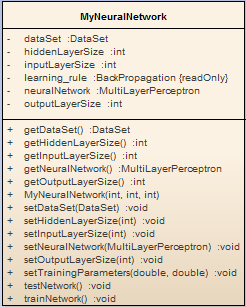 MyNeuralNetwork
- dataSet :DataSet
- hiddenLayerSize :int
- inputLayerSize :int
- learning_rule :BackPropagation {readOnly}
- neuralNetwork :MultiLayerPerceptron
- outputLayerSize :int
+ getDataSet() :DataSet
+ getHiddenLayerSize() :int
+ getInputLayerSize() :int
+ getNeuralNetwork() :MultiLayerPerceptron
+ getOutputLayerSize() :int
+ MyNeuralNetwork(int, int, int)
+ setDataSet(DataSet) :void
+ setHiddenLayerSize(int) :void
+ setInputLayerSize(int) :void
+ setNeuralNetwork(MultiLayerPerceptron) :void
+ setOutputLayerSize(int) :void
+ setTrainingParameters(double, double) :void
+ testNetwork() :void
+ trainNetwork() :void